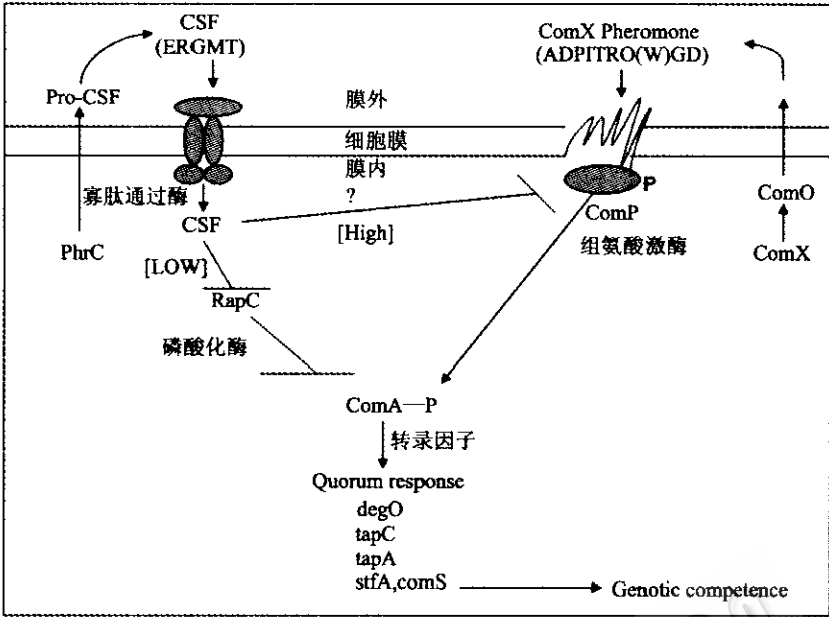 CSF
(ERGMT)
ComX Pheromone
(ADPITRO(W)GD)
Pro-CSF
膜外
细胞膜
膜内
?
寡肽通过酶
P
ComP
ComO
CSF
[High]
组氨酸激酶
PhrC
ComX
[LOW]
RapC
磷酸化酶
ComA—P
转录因子
Quorum response
degO
tapC
tapA
stfA,comS
Genotic competence